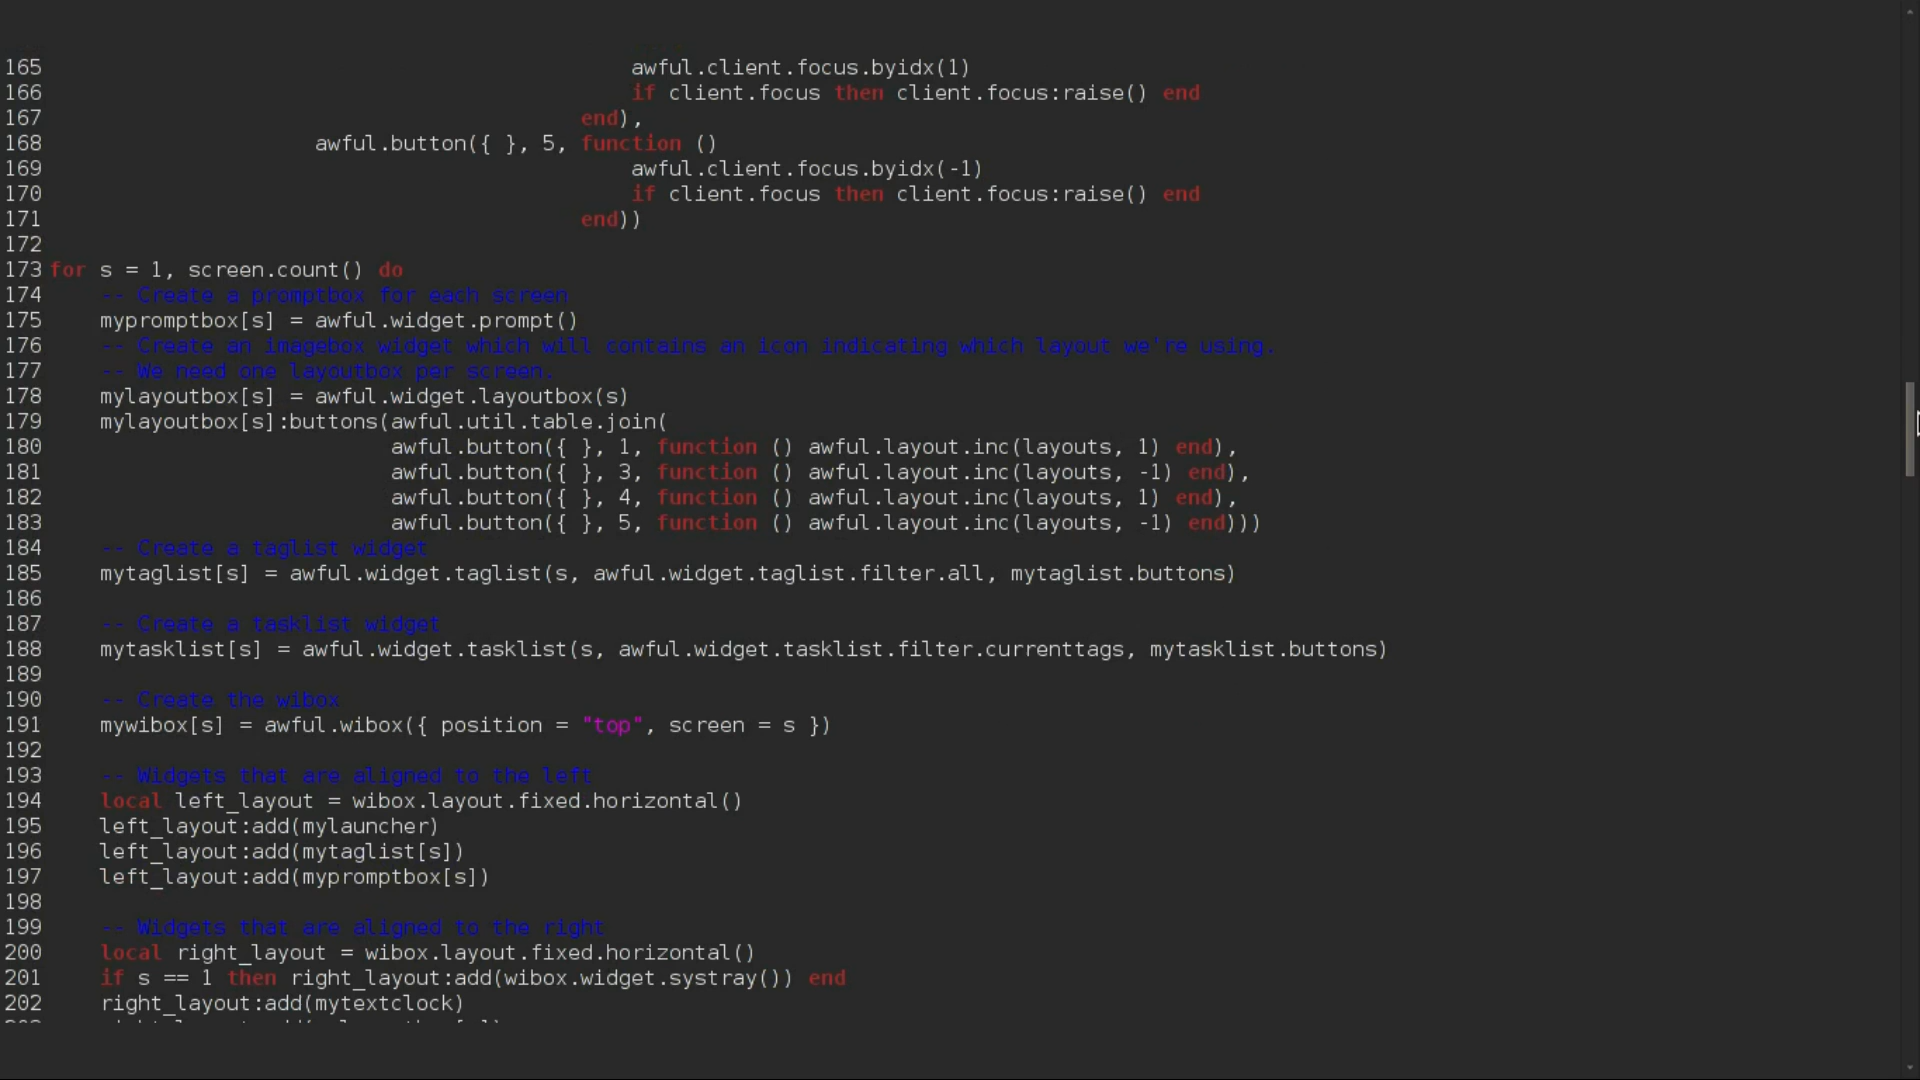 165 awful.client.focus.byidx(1)
166 if client.focus then client.focus:raise() end
167 end),
168 awful.button({ }, 5, function ()
169 awful.client.focus.byidx(-1)
170 if client.focus then client.focus:raise() end
171 end))
172
173 for s = 1, screen.count() do
174 -- Create a promptbox for each screen
175 mypromptbox[s] = awful.widget.prompt()
176 -- Create an imagebox widget which will contains an icon indicating which layout we're using.
177 -- We need one layoutbox per screen.
178 mylayoutbox[s] = awful.widget.layoutbox(s)
179 mylayoutbox[s]:buttons(awful.util.table.join(
180 awful.button({ }, 1, function () awful.layout.inc(layouts, 1) end),
181 awful.button({ }, 3, function () awful.layout.inc(layouts, -1) end),
182 awful.button({ }, 4, function () awful.layout.inc(layouts, 1) end),
183 awful.button({ }, 5, function () awful.layout.inc(layouts, -1) end)))
184 -- Create a taglist widget
185 mytaglist[s] = awful.widget.taglist(s, awful.widget.taglist.filter.all, mytaglist.buttons)
186
187 -- Create a tasklist widget
188 mytasklist[s] = awful.widget.tasklist(s, awful.widget.tasklist.filter.currenttags, mytasklist.buttons)
189
190 -- Create the wibox
191 mywibox[s] = awful.wibox({ position = "top", screen = s })
192
193 -- Widgets that are aligned to the left
194 local left_layout = wibox.layout.fixed.horizontal()
195 left_layout:add(mylauncher)
196 left_layout:add(mytaglist[s])
197 left_layout:add(mypromptbox[s])
198
199 -- Widgets that are aligned to the right
200 local right_layout = wibox.layout.fixed.horizontal()
201 if s == 1 then right_layout:add(wibox.widget.systray()) end
202 right_layout:add(mytextclock)